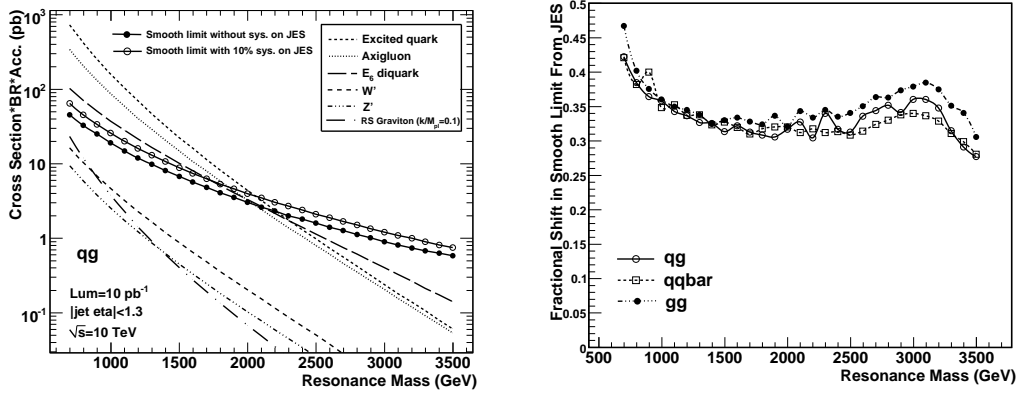 Cross Section*BR*Acc. (pb)
10³
10²
10
1
10⁻¹
Smooth limit without sys. on JES
Smooth limit with 10% sys. on JES
Excited quark
Axigluon
E₆ diquark
W'
Z'
RS Graviton (k/M_pl=0.1)
qg
Lum=10 pb⁻¹
|jet eta|<1.3
√s=10 TeV
1000 1500 2000 2500 3000 3500
Resonance Mass (GeV)
Fractional Shift in Smooth Limit From JES
0.5
0.45
0.4
0.35
0.3
0.25
0.2
0.15
0.1
0.05
0
qg
qqbar
gg
500 1000 1500 2000 2500 3000 3500
Resonance Mass (GeV)